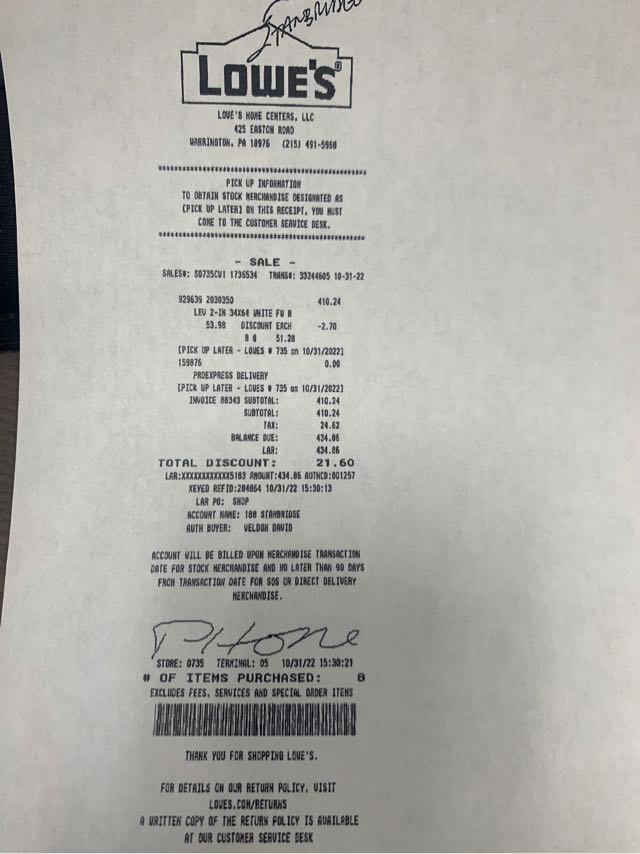 STANBRIDGE
LOWE'S®
LOWE'S HOME CENTERS, LLC
425 EASTON ROAD
WARRINGTON, PA 18976 (215) 491-5960
PICK UP INFORMATION
TO OBTAIN STOCK MERCHANDISE DESIGNATED AS
[PICK UP LATER] ON THIS RECEIPT, YOU MUST
COME TO THE CUSTOMER SERVICE DESK.
- SALE -
SALES#: S0735CW1 1736534 TRANS#: 33244605 10-31-22
929639 2030350 410.24
LEV 2-IN 34X64 WHITE FW B
53.98 DISCOUNT EACH -2.70
8 @ 51.28
[PICK UP LATER - LOWES # 735 on 10/31/2022]
159876 0.00
PROEXPRESS DELIVERY
[PICK UP LATER - LOWES # 735 on 10/31/2022]
INVOICE 88343 SUBTOTAL: 410.24
SUBTOTAL: 410.24
TAX: 24.62
BALANCE DUE: 434.86
LAR: 434.86
TOTAL DISCOUNT: 21.60
LAR:XXXXXXXXXXXX5183 AMOUNT:434.86 AUTHCD:001257
KEYED REFID:284864 10/31/22 15:30:13
LAR PO: SHOP
ACCOUNT NAME: 188 STANBRIDGE
AUTH BUYER: WELDON DAVID
ACCOUNT WILL BE BILLED UPON MERCHANDISE TRANSACTION
DATE FOR STOCK MERCHANDISE AND NO LATER THAN 90 DAYS
FROM TRANSACTION DATE FOR SOS OR DIRECT DELIVERY
MERCHANDISE.
PHONE
STORE: 0735 TERMINAL: 05 10/31/22 15:30:21
# OF ITEMS PURCHASED: 8
EXCLUDES FEES, SERVICES AND SPECIAL ORDER ITEMS
THANK YOU FOR SHOPPING LOWE'S.
FOR DETAILS ON OUR RETURN POLICY, VISIT
LOWES.COM/RETURNS
A WRITTEN COPY OF THE RETURN POLICY IS AVAILABLE
AT OUR CUSTOMER SERVICE DESK